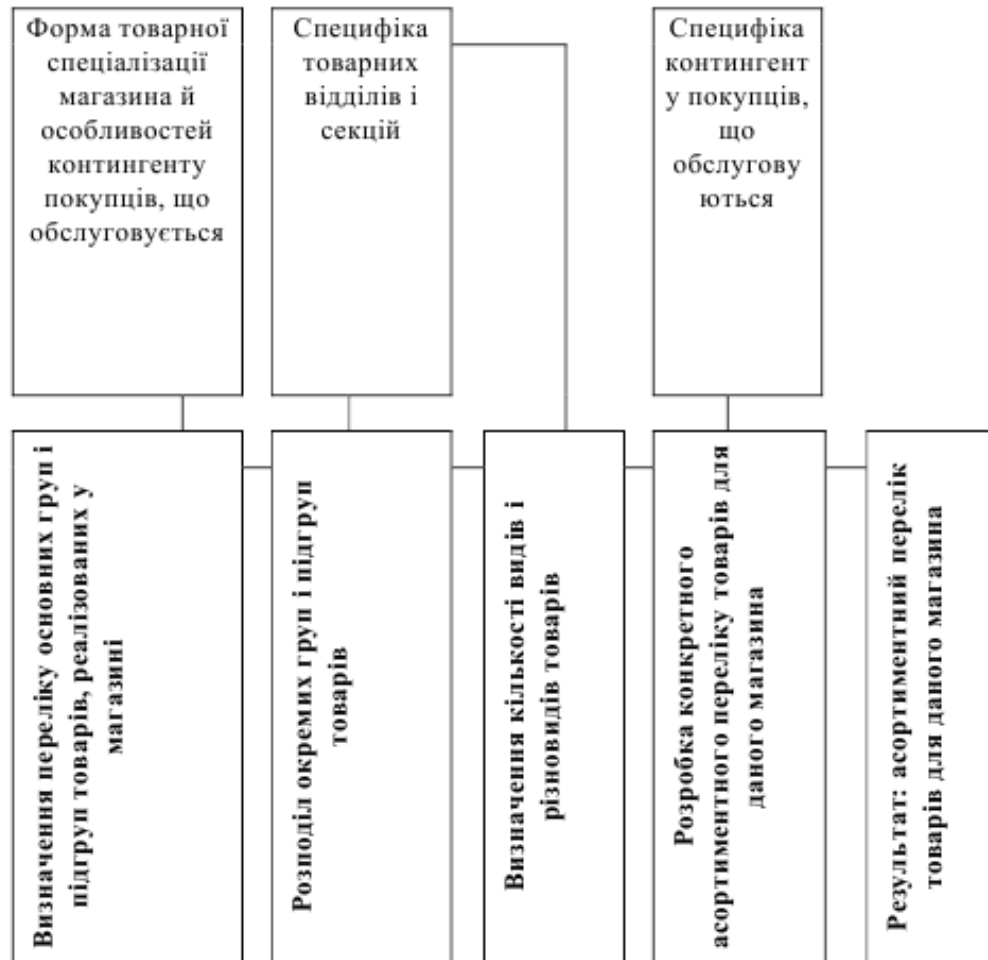 Форма товарної
спеціалізації
магазина й
особливостей
контингенту
покупців, що
обслуговується
Специфіка
товарних
відділів і
секцій
Специфіка
контингент
у покупців,
що
обслугову
ються
Визначення переліку основних груп і
підгруп товарів, реалізованих у
магазині
Розподіл окремих груп і підгруп
товарів
Визначення кількості видів і
різновидів товарів
Розробка конкретного
асортиментного переліку товарів для
даного магазина
Результат: асортиментний перелік
товарів для даного магазина